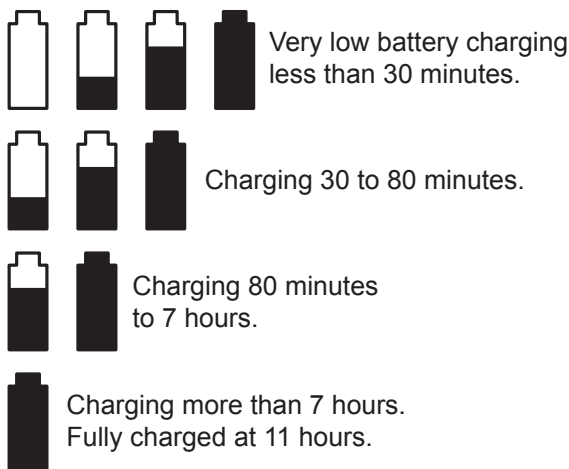 Very low battery charging
less than 30 minutes.
Charging 30 to 80 minutes.
Charging 80 minutes
to 7 hours.
Charging more than 7 hours.
Fully charged at 11 hours.